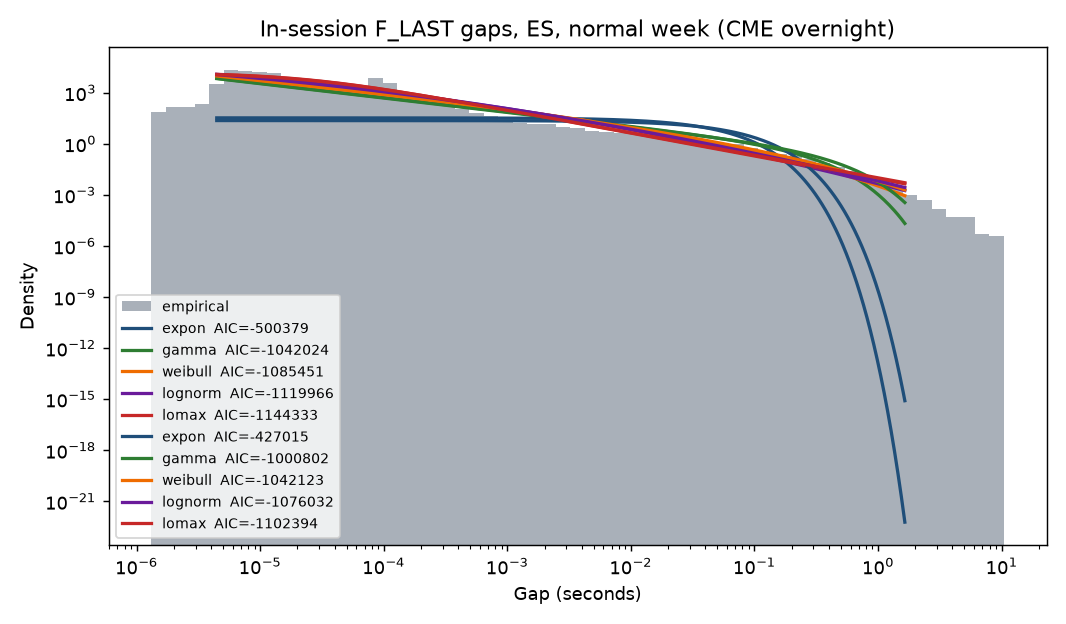 In-session F_LAST gaps, ES, normal week (CME overnight)
Density
10^3
10^0
10^-3
10^-6
10^-9
10^-12
10^-15
10^-18
10^-21
empirical
expon AIC=-500379
gamma AIC=-1042024
weibull AIC=-1085451
lognorm AIC=-1119966
lomax AIC=-1144333
expon AIC=-427015
gamma AIC=-1000802
weibull AIC=-1042123
lognorm AIC=-1076032
lomax AIC=-1102394
10^-6 10^-5 10^-4 10^-3 10^-2 10^-1 10^0 10^1
Gap (seconds)